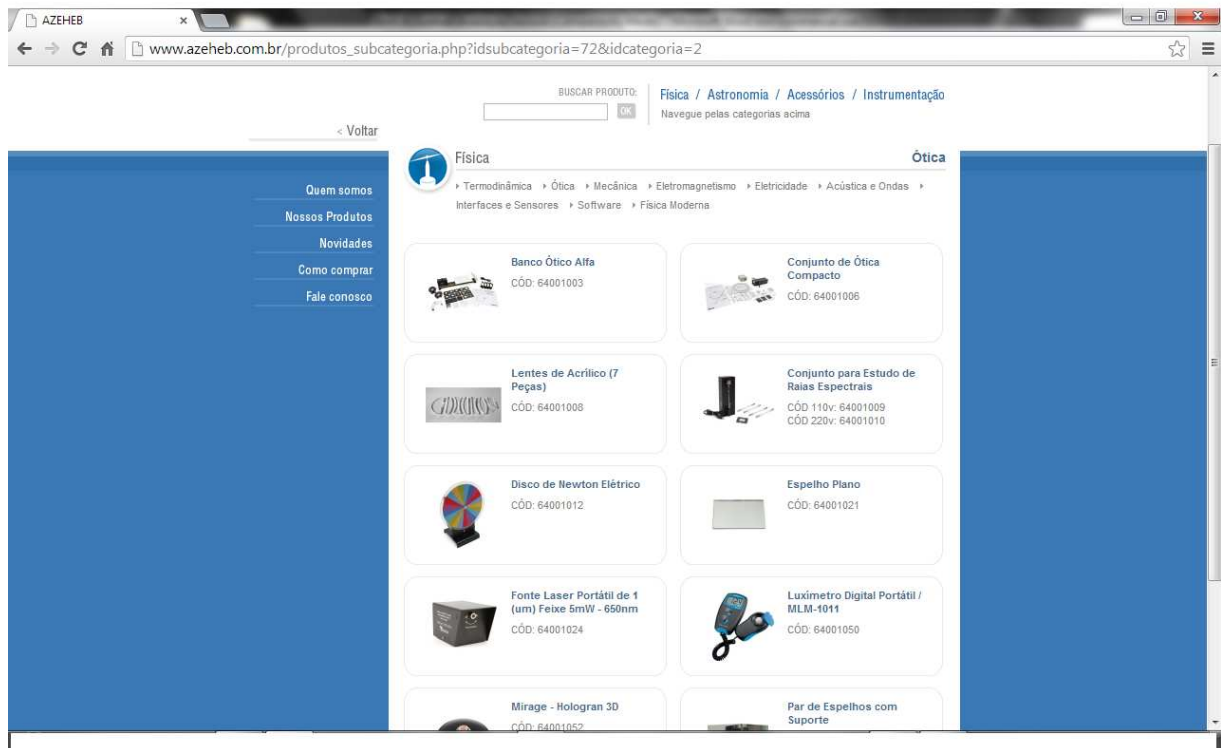 AZEHEB
www.azeheb.com.br/produtos_subcategoria.php?idsubcategoria=72&idcategoria=2
BUSCAR PRODUTO:
OK
Física / Astronomia / Acessórios / Instrumentação
Navegue pelas categorias acima
< Voltar
Física
Ótica
Termodinâmica Ótica Mecânica Eletromagnetismo Eletricidade Acústica e Ondas
Interfaces e Sensores Software Física Moderna
Quem somos
Nossos Produtos
Novidades
Como comprar
Fale conosco
Banco Ótico Alfa
CÓD: 64001003
Conjunto de Ótica
Compacto
CÓD: 64001006
Lentes de Acrílico (7
Peças)
CÓD: 64001008
Conjunto para Estudo de
Raias Espectrais
CÓD 110v: 64001009
CÓD 220v: 64001010
Disco de Newton Elétrico
CÓD: 64001012
Espelho Plano
CÓD: 64001021
Fonte Laser Portátil de 1
(um) Feixe 5mW - 650nm
CÓD: 64001024
Luxímetro Digital Portátil /
MLM-1011
CÓD: 64001050
Mirage - Hologran 3D
CÓD: 64001052
Par de Espelhos com
Suporte